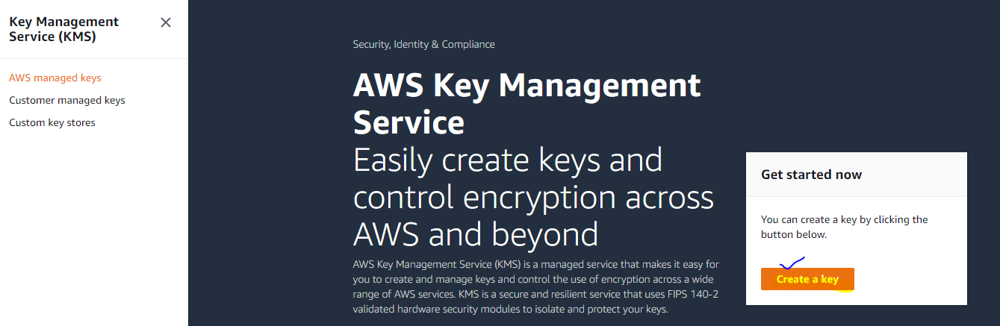 Key Management
Service (KMS)
AWS managed keys
Customer managed keys
Custom key stores
Security, Identity & Compliance
AWS Key Management
Service
Easily create keys and
control encryption across
AWS and beyond
AWS Key Management Service (KMS) is a managed service that makes it easy for
you to create and manage keys and control the use of encryption across a wide
range of AWS services. KMS is a secure and resilient service that uses FIPS 140-2
validated hardware security modules to isolate and protect your keys.
Get started now
You can create a key by clicking the
button below.
Create a key